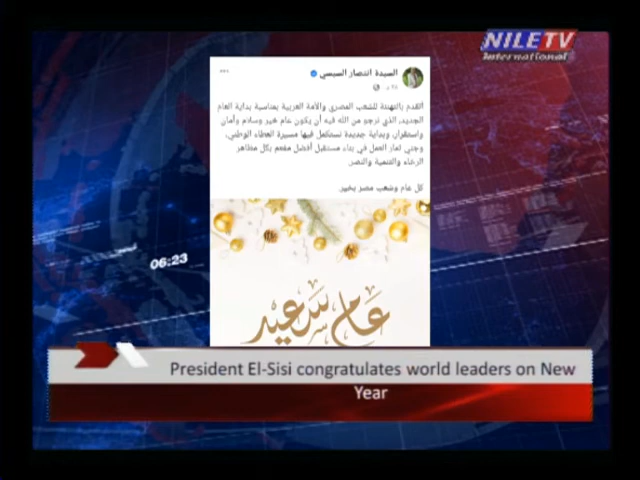 NILETV
International
السيدة انتصار السيسي
أتقدم بالتهنئة للشعب المصري والأمة العربية بمناسبة بداية العام
الجديد، الذي نرجو من الله فيه أن يكون عام خير وسلام وأمان
واستقرار، وبداية جديدة نستكمل فيها مسيرة العطاء الوطني،
وجني ثمار العمل في بناء مستقبل أفضل مفعم بكل مظاهر
الرخاء والتنمية والنصر.
كل عام وشعب مصر بخير.
06:23
عام سعيد
President El-Sisi congratulates world leaders on New
Year